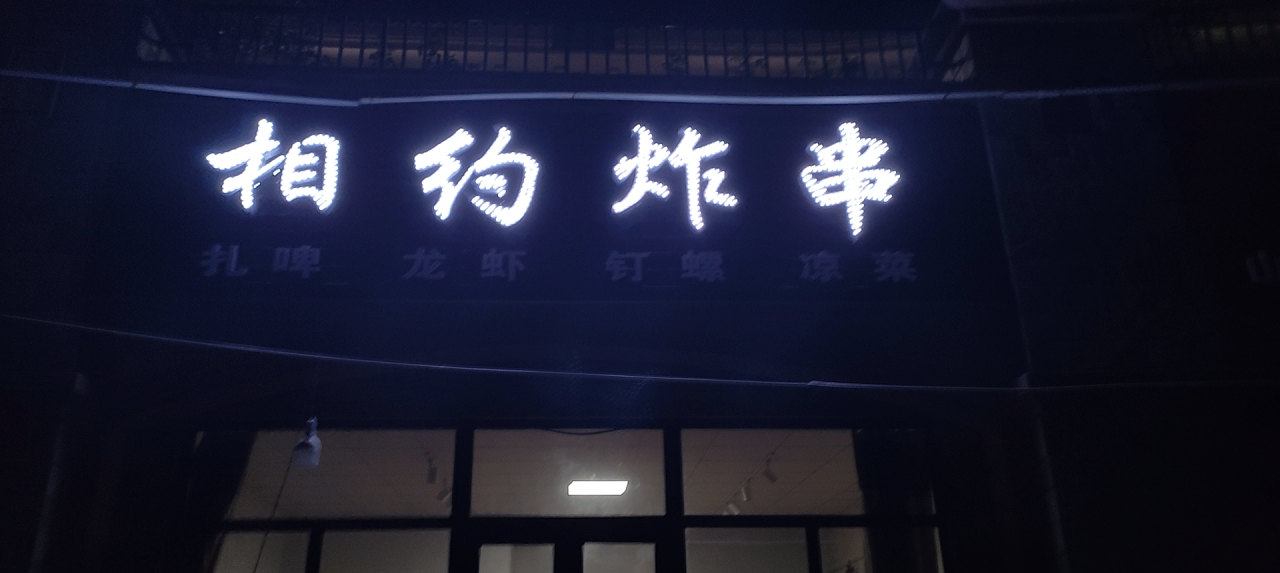 相约炸串
扎啤 龙虾 钉螺 凉菜